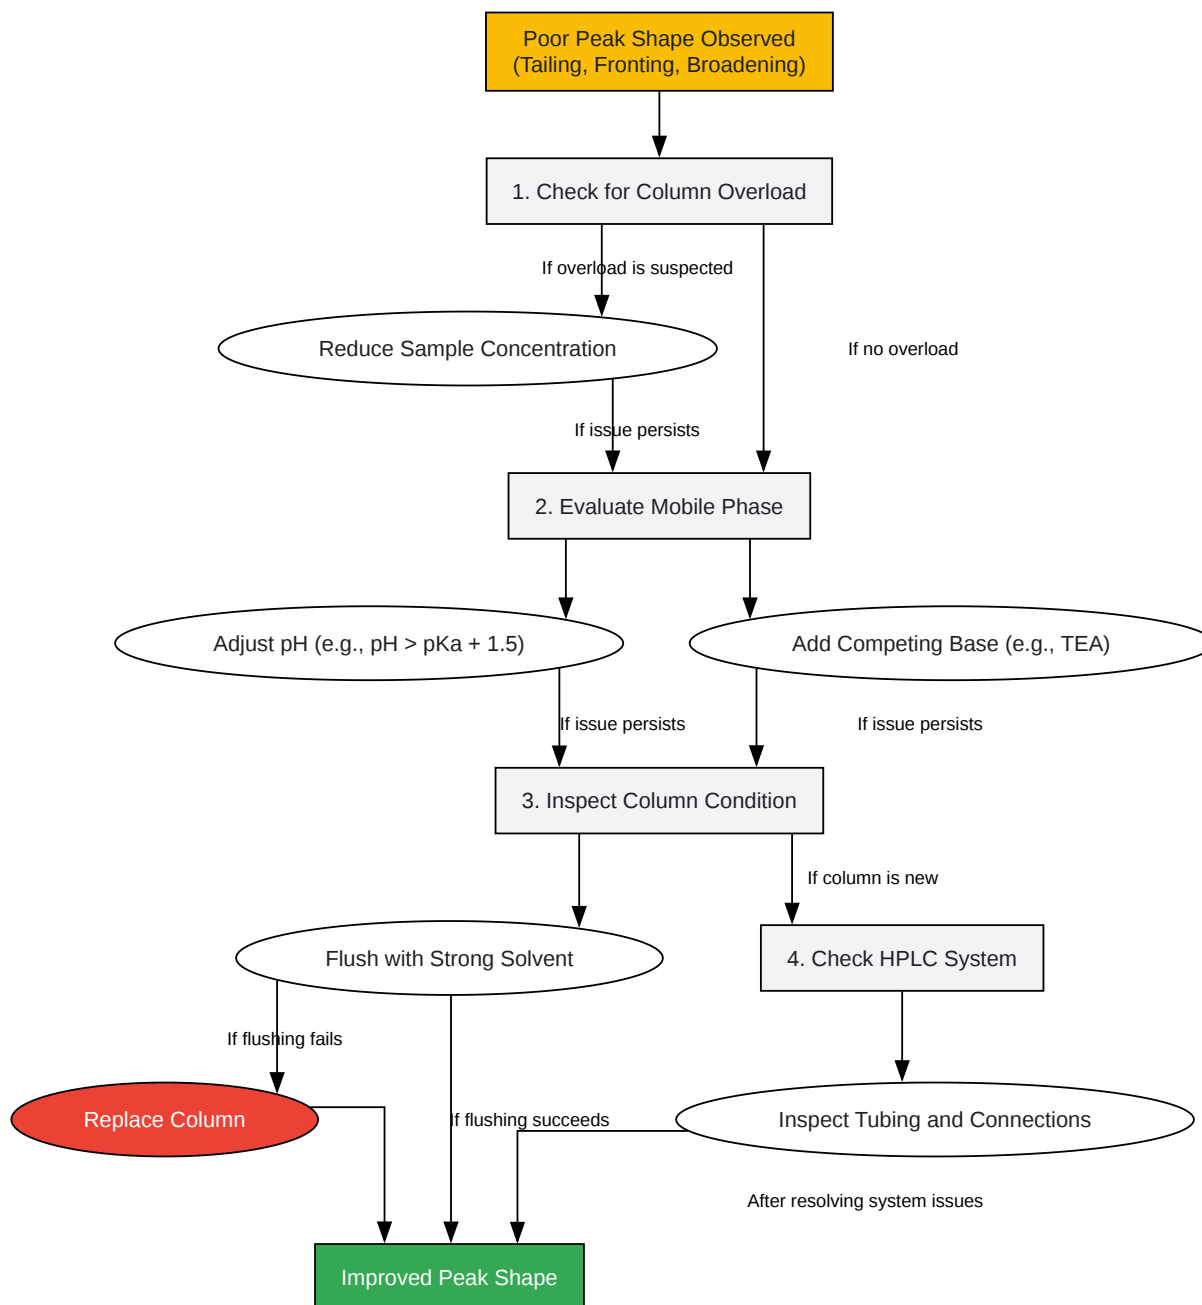 Poor Peak Shape Observed
(Tailing, Fronting, Broadening)
1. Check for Column Overload
If overload is suspected
Reduce Sample Concentration
If no overload
If issue persists
2. Evaluate Mobile Phase
Adjust pH (e.g., pH > pKa + 1.5)
Add Competing Base (e.g., TEA)
If issue persists
If issue persists
3. Inspect Column Condition
If column is new
Flush with Strong Solvent
4. Check HPLC System
If flushing fails
Replace Column
If flushing succeeds
Inspect Tubing and Connections
After resolving system issues
Improved Peak Shape